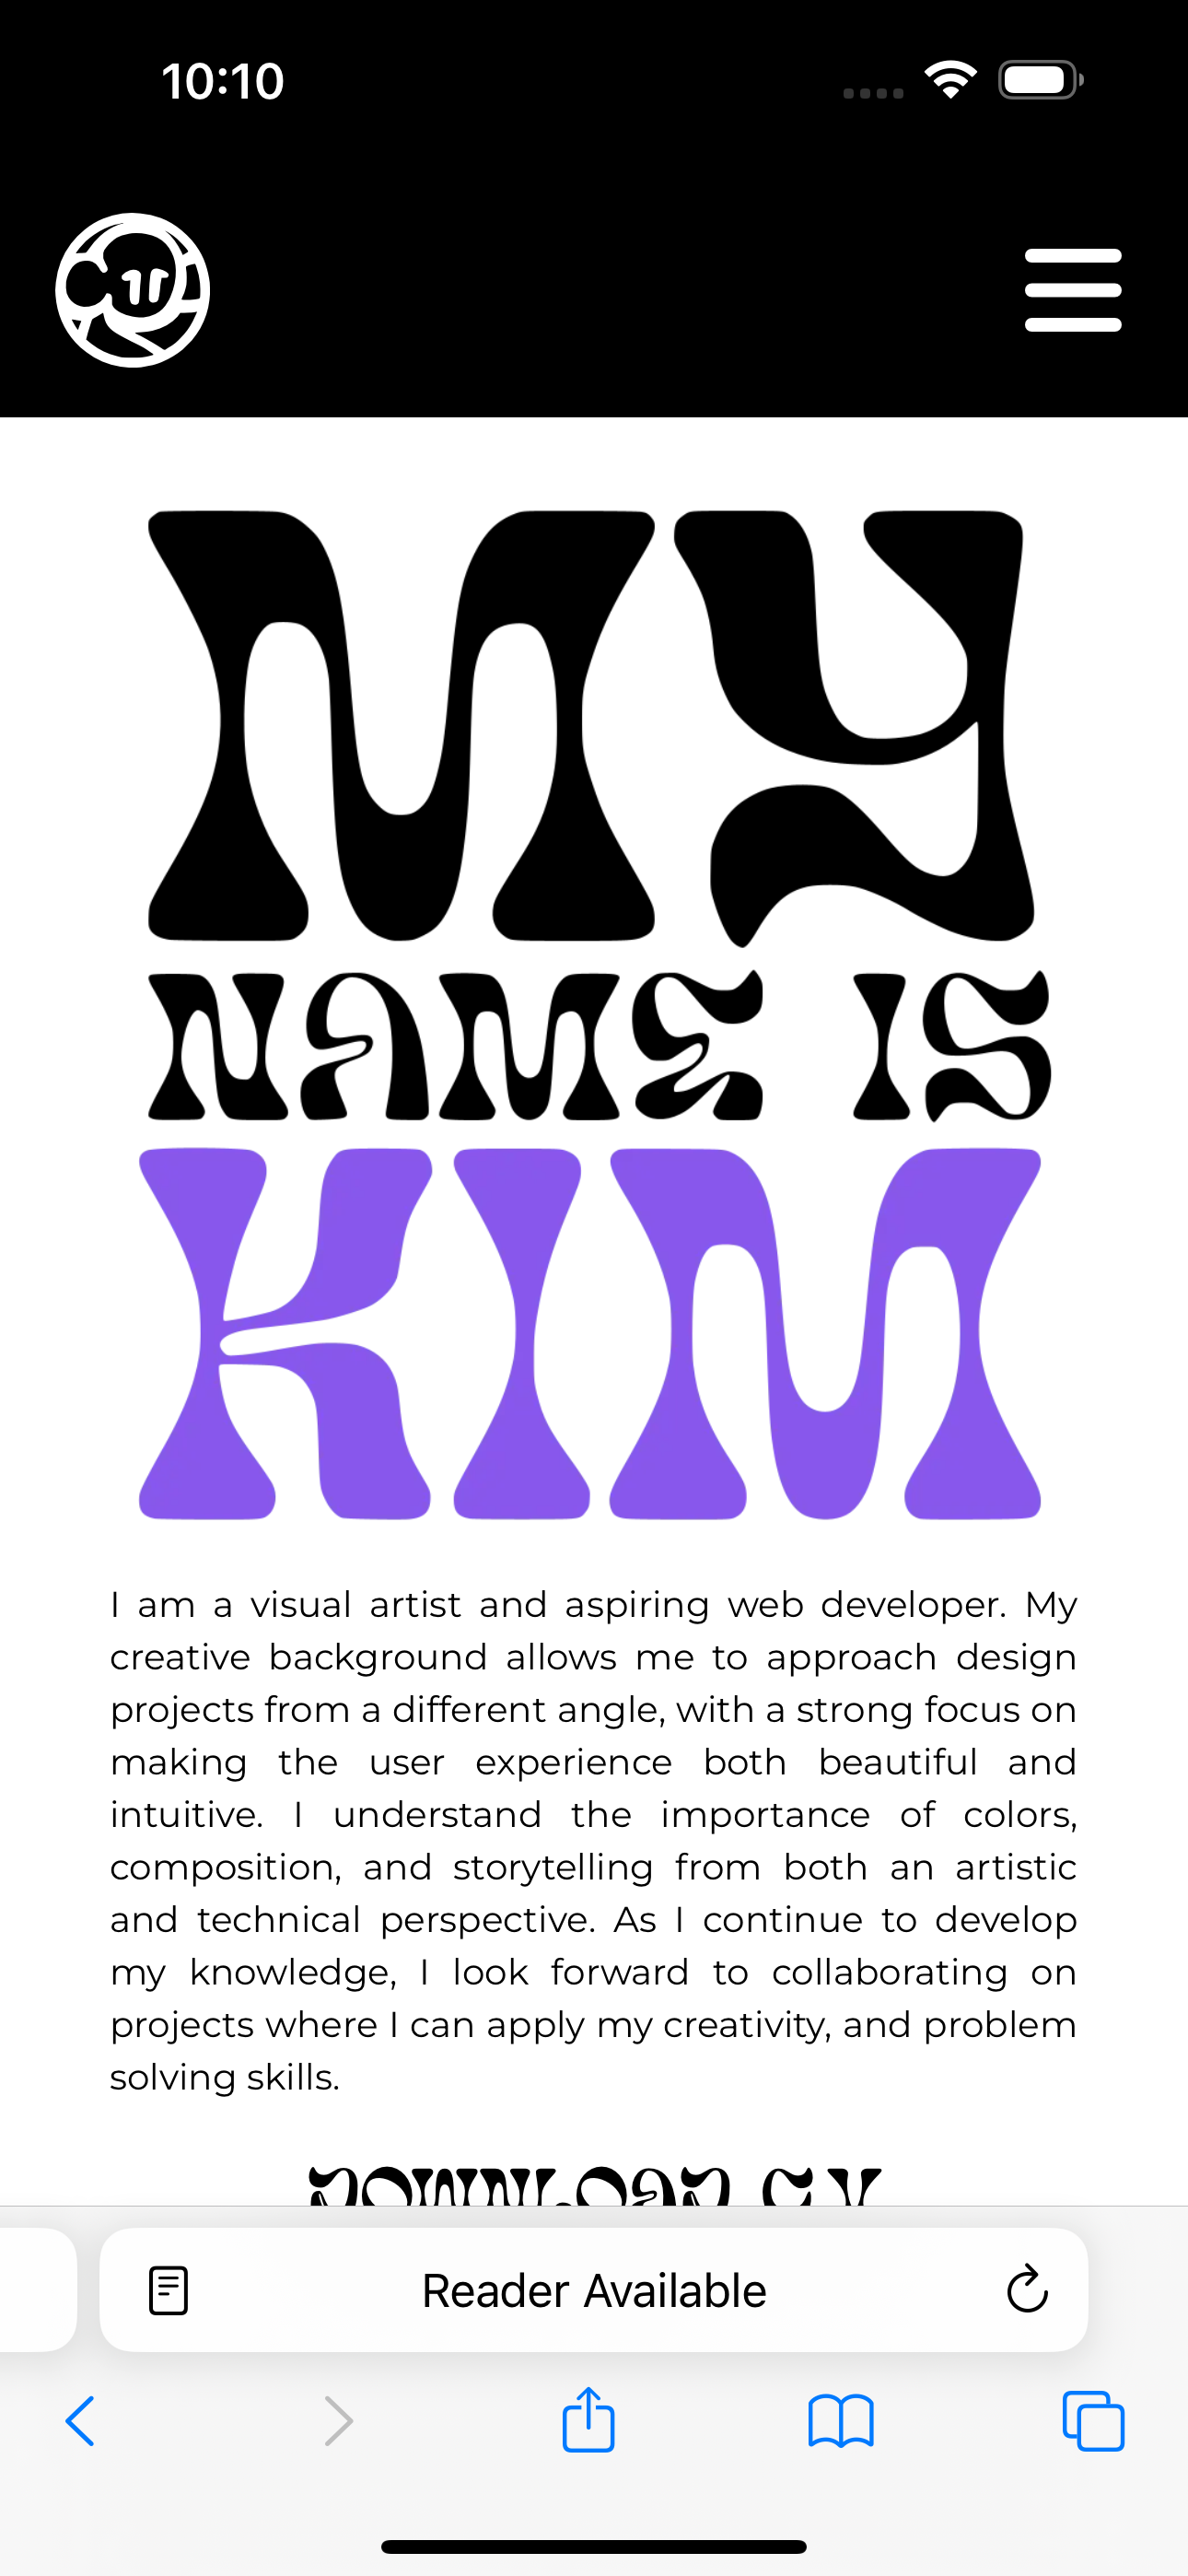 10:10
MY
NAME IS
KIM
I am a visual artist and aspiring web developer. My
creative background allows me to approach design
projects from a different angle, with a strong focus on
making the user experience both beautiful and
intuitive. I understand the importance of colors,
composition, and storytelling from both an artistic
and technical perspective. As I continue to develop
my knowledge, I look forward to collaborating on
projects where I can apply my creativity, and problem
solving skills.
DOWNLOAD CV
Reader Available